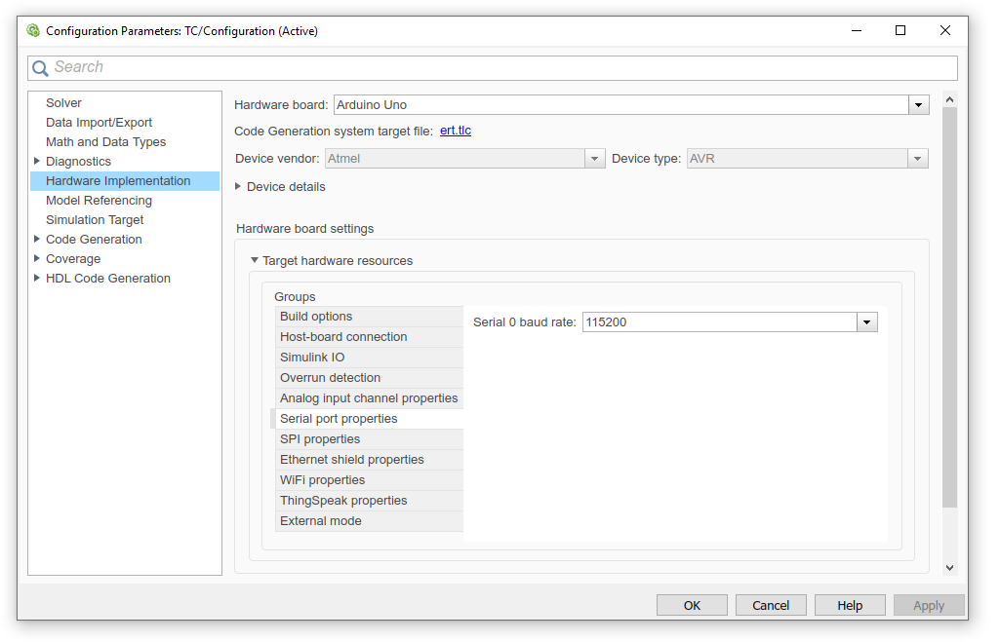 Configuration Parameters: TC/Configuration (Active)
Search
Solver
Data Import/Export
Math and Data Types
Diagnostics
Hardware Implementation
Model Referencing
Simulation Target
Code Generation
Coverage
HDL Code Generation
Hardware board: Arduino Uno
Code Generation system target file: ert.tlc
Device vendor: Atmel Device type: AVR
Device details
Hardware board settings
Target hardware resources
Groups
Build options
Host-board connection
Simulink IO
Overrun detection
Analog input channel properties
Serial port properties
SPI properties
Ethernet shield properties
WiFi properties
ThingSpeak properties
External mode
Serial 0 baud rate: 115200
OK Cancel Help Apply